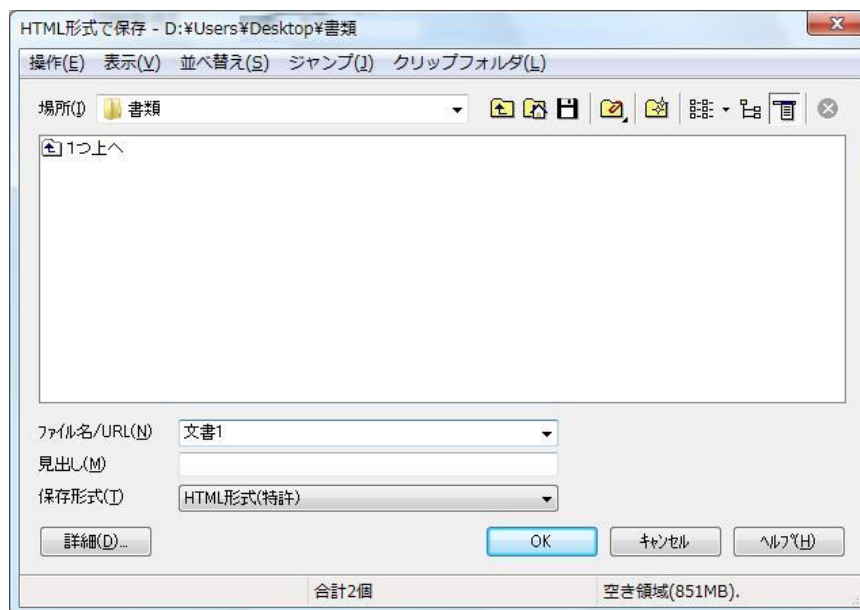 HTML形式で保存 - D:¥Users¥Desktop¥書類
操作(E) 表示(V) 並べ替え(S) ジャンプ(J) クリップフォルダ(L)
場所(I) 書類
1つ上へ
ファイル名/URL(N) 文書1
見出し(M)
保存形式(T) HTML形式(特許)
詳細(D)... OK キャンセル ヘルプ(H)
合計2個 空き領域(851MB).